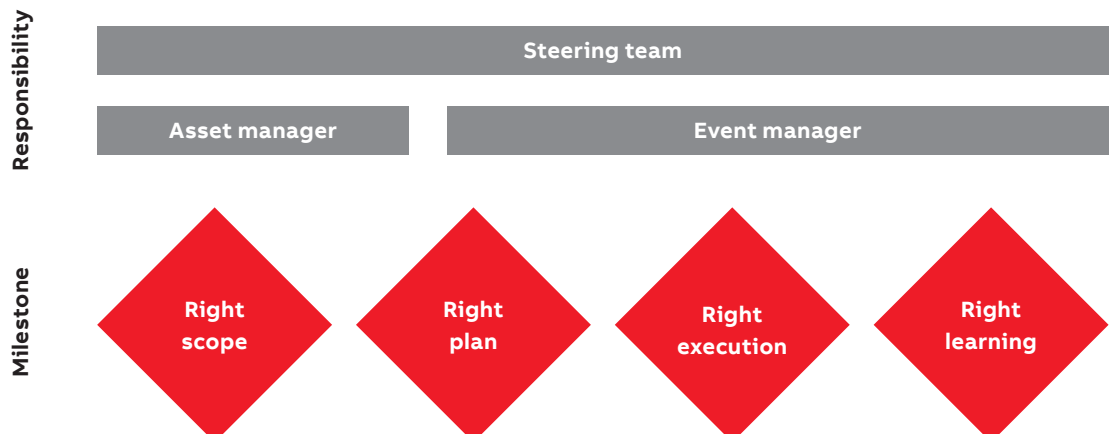 Responsibility
Steering team
Asset manager
Event manager
Milestone
Right
scope
Right
plan
Right
execution
Right
learning